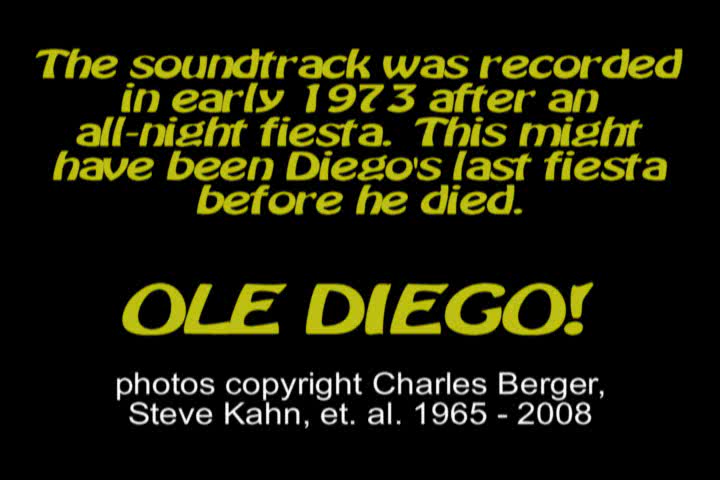 The soundtrack was recorded
in early 1973 after an
all-night fiesta.  This might
have been Diego's last fiesta
before he died.
OLE DIEGO!
photos copyright Charles Berger,
Steve Kahn, et. al. 1965 - 2008